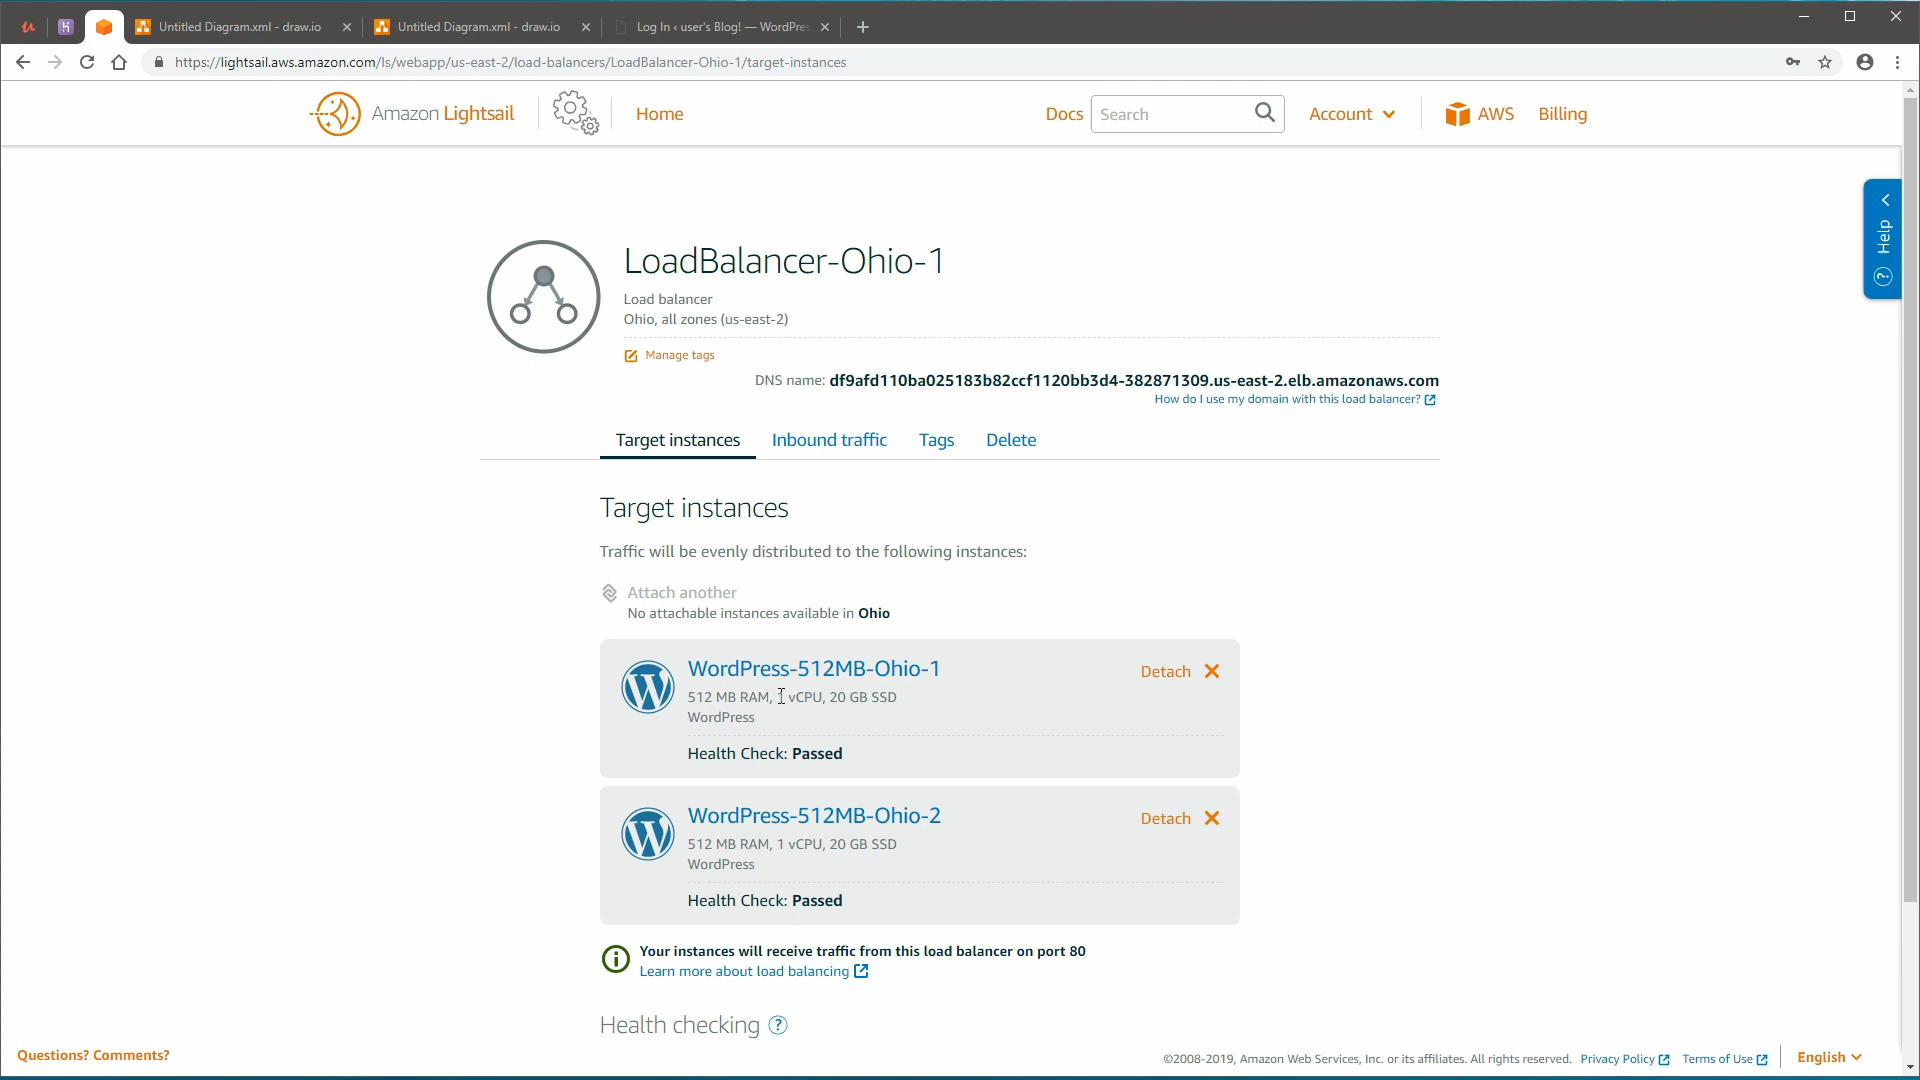 Untitled Diagram.xml - draw.io
Untitled Diagram.xml - draw.io
Log In ‹ user's Blog! — WordPres
https://lightsail.aws.amazon.com/ls/webapp/us-east-2/load-balancers/LoadBalancer-Ohio-1/target-instances
Amazon Lightsail
Home
Docs
Search
Account
AWS
Billing
Help
LoadBalancer-Ohio-1
Load balancer
Ohio, all zones (us-east-2)
Manage tags
DNS name: df9afd110ba025183b82ccf1120bb3d4-382871309.us-east-2.elb.amazonaws.com
How do I use my domain with this load balancer?
Target instances
Inbound traffic
Tags
Delete
Target instances
Traffic will be evenly distributed to the following instances:
Attach another
No attachable instances available in Ohio
WordPress-512MB-Ohio-1
Detach
512 MB RAM, vCPU, 20 GB SSD
WordPress
Health Check: Passed
WordPress-512MB-Ohio-2
Detach
512 MB RAM, 1 vCPU, 20 GB SSD
WordPress
Health Check: Passed
Your instances will receive traffic from this load balancer on port 80
Learn more about load balancing
Health checking
Questions? Comments?
©2008-2019, Amazon Web Services, Inc. or its affiliates. All rights reserved.
Privacy Policy
Terms of Use
English